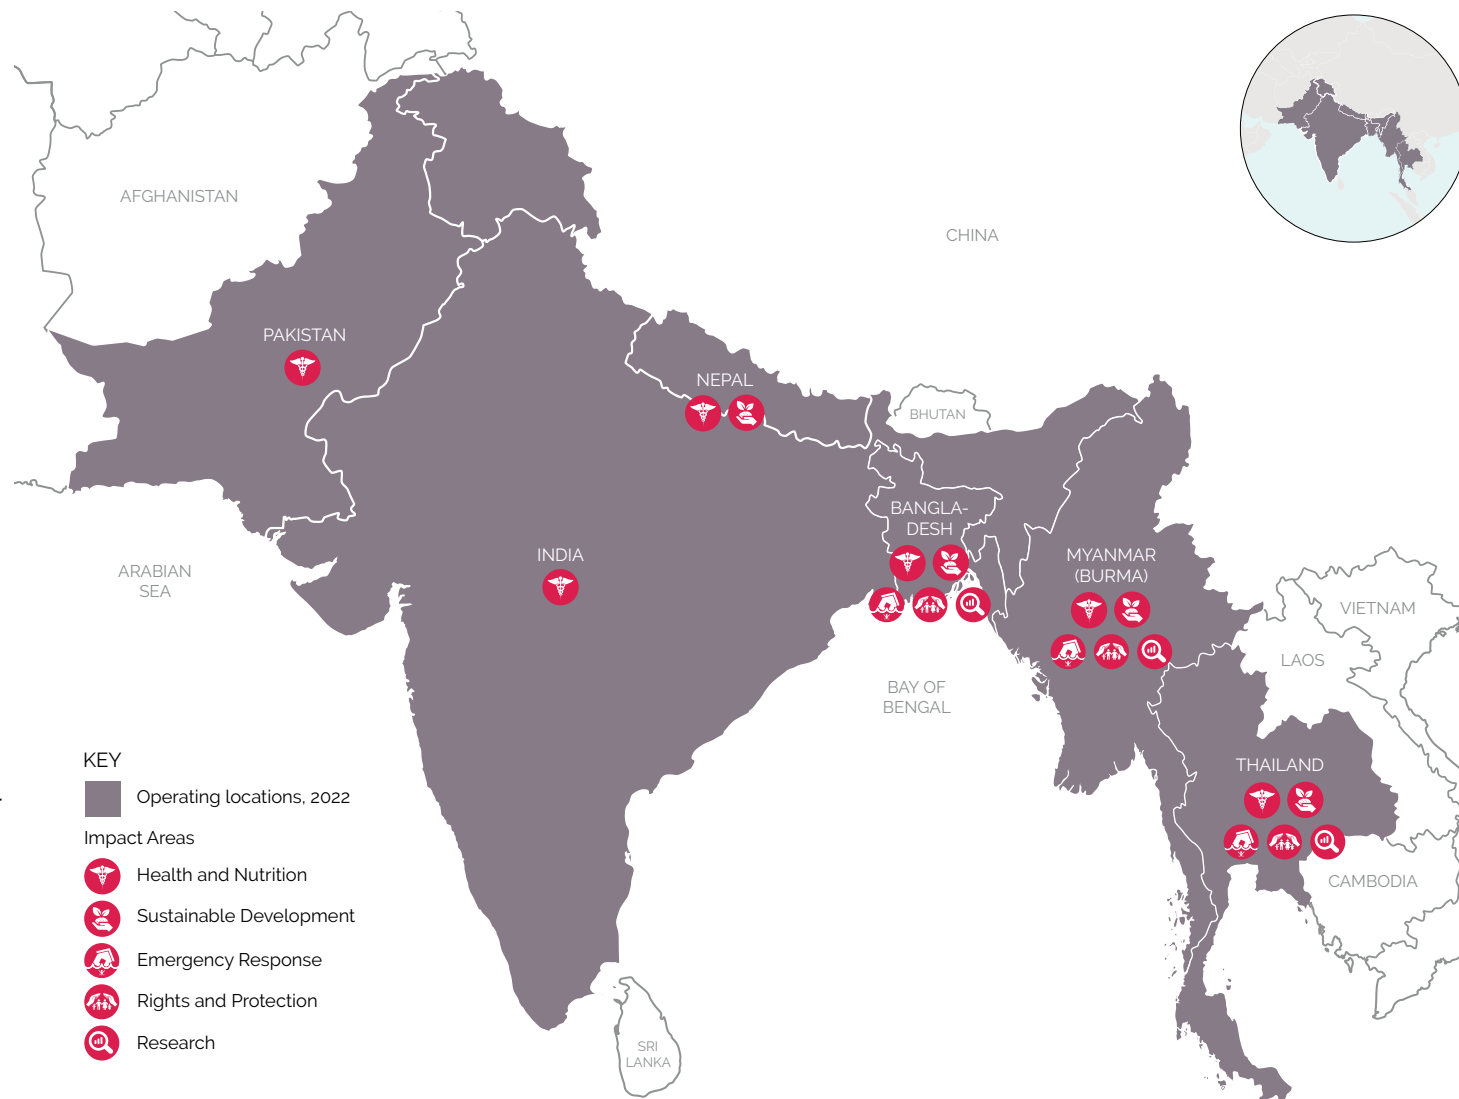 AFGHANISTAN
CHINA
PAKISTAN
NEPAL
BHUTAN
BANGLA-
DESH
INDIA
MYANMAR
(BURMA)
ARABIAN
SEA
VIETNAM
LAOS
BAY OF
BENGAL
THAILAND
CAMBODIA
SRI
LANKA
KEY
Operating locations, 2022
Impact Areas
Health and Nutrition
Sustainable Development
Emergency Response
Rights and Protection
Research